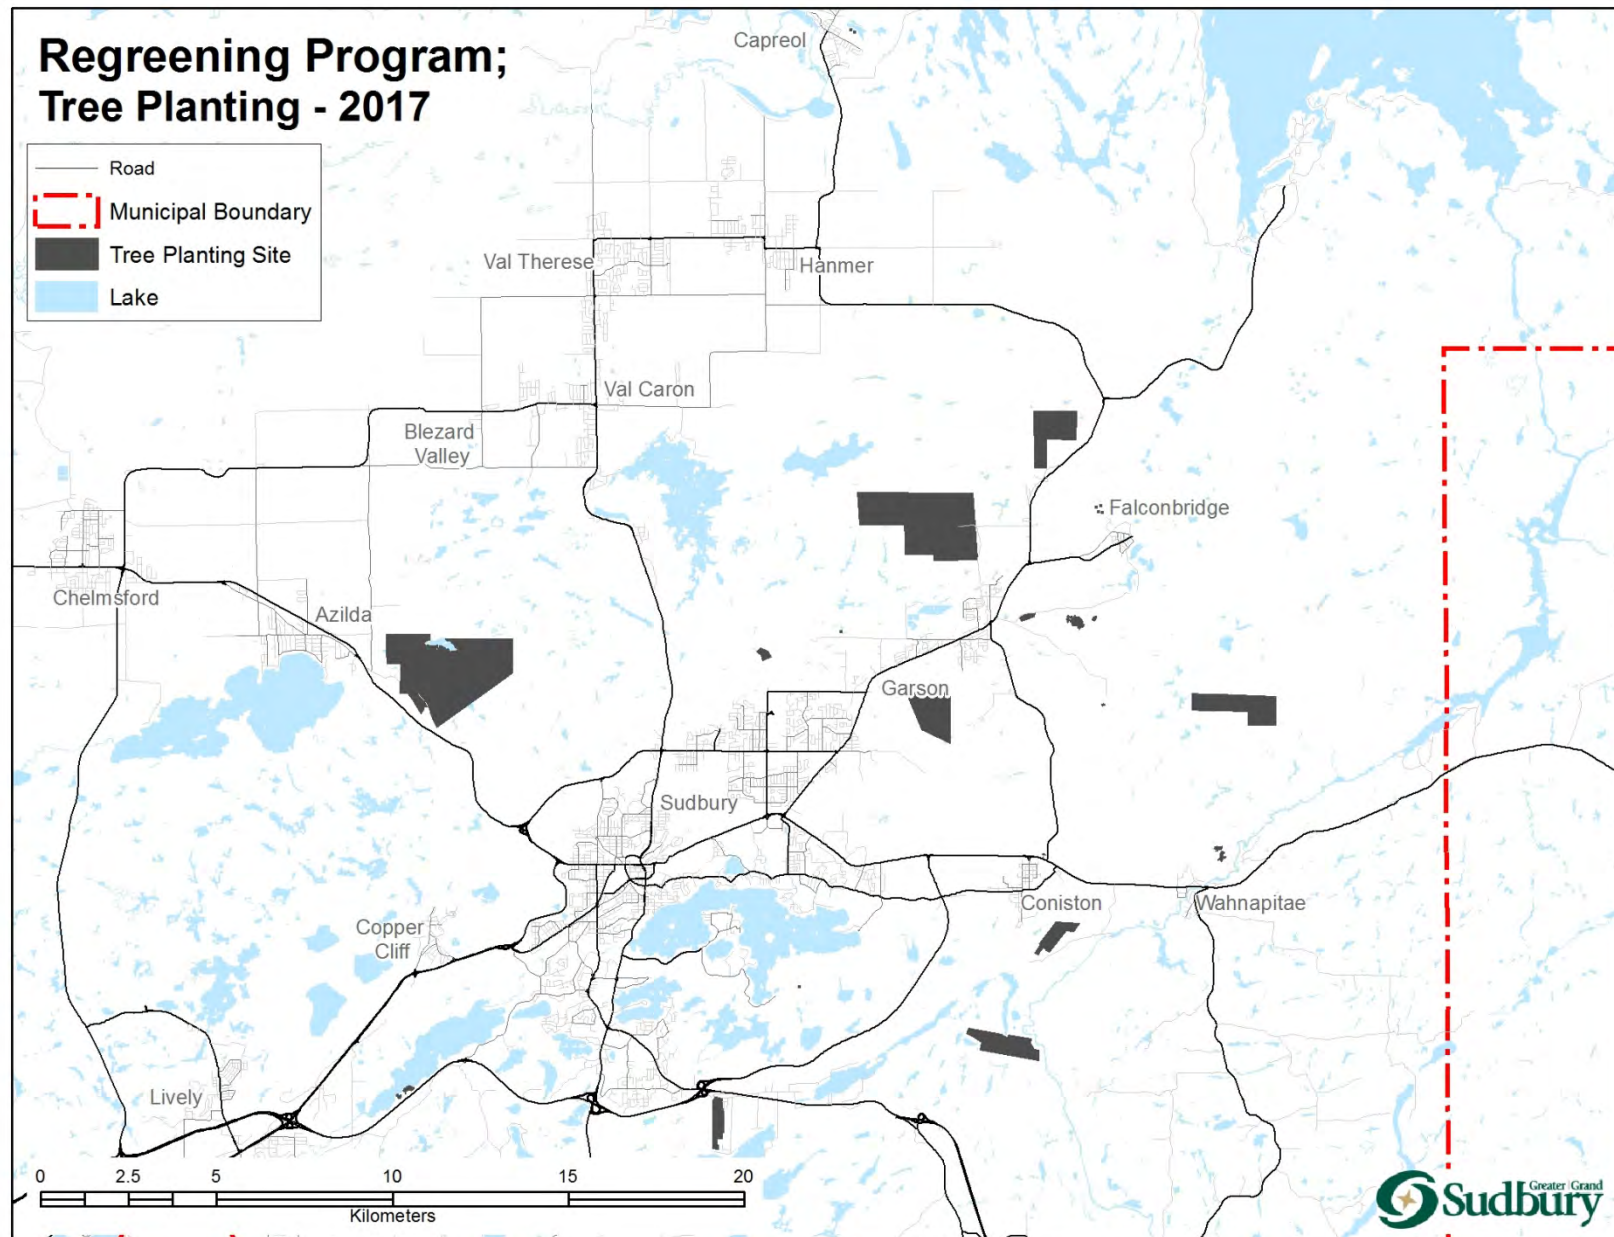 Regreening Program;
Tree Planting - 2017
Road
Municipal Boundary
Tree Planting Site
Lake
Capreol
Val Therese
Hanmer
Val Caron
Blezard
Valley
Falconbridge
Chelmsford
Azilda
Garson
Sudbury
Copper
Cliff
Coniston
Wahnapitae
Lively
0 2.5 5 10 15 20
Kilometers
Greater Grand
Sudbury